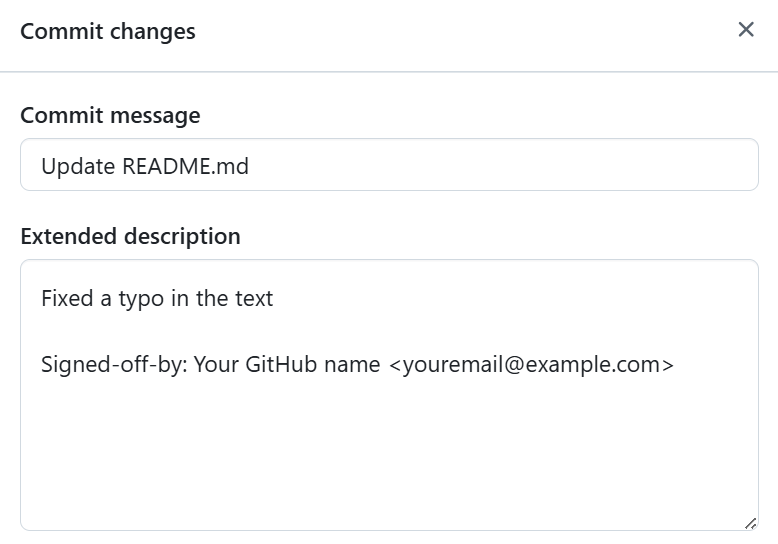 Commit changes
Commit message
Update README.md
Extended description
Fixed a typo in the text
Signed-off-by: Your GitHub name <youremail@example.com>